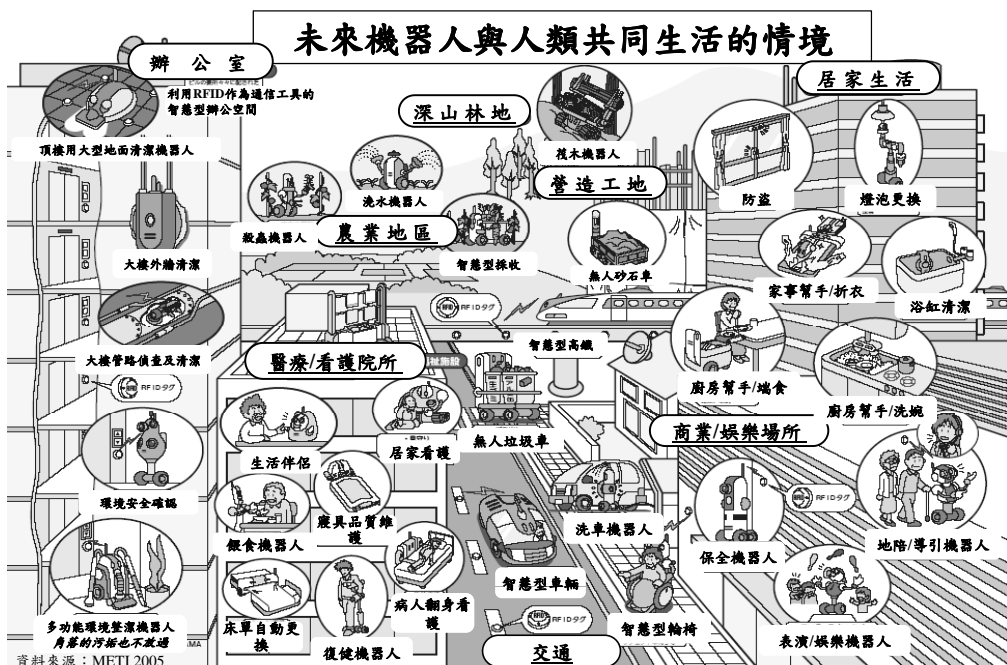 未來機器人與人類共同生活的情境
辦公室
利用RFID作為通信工具的
智慧型辦公空間
頂樓用大型地面清潔機器人
大樓外牆清潔
大樓管路偵查及清潔
RFIDタグ
環境安全確認
多功能環境整潔機器人
角落的污垢也不放過
資料來源：METI 2005
深山林地
筏木機器人
澆水機器人
殺蟲機器人
農業地區
智慧型採收
營造工地
無人砂石車
RFIDタグ
智慧型高鐵
居家生活
防盜
燈泡更換
家事幫手/折衣
浴缸清潔
廚房幫手/端食
廚房幫手/洗碗
醫療/看護院所
生活伴侶
居家看護
餵食機器人
寢具品質維
護
床單自動更
換
復健機器人
病人翻身看
護
無人垃圾車
洗車機器人
智慧型車輛
智慧型輪椅
RFIDタグ
交通
商業/娛樂場所
保全機器人
RFIDタグ
地陪/導引機器人
表演/娛樂機器人